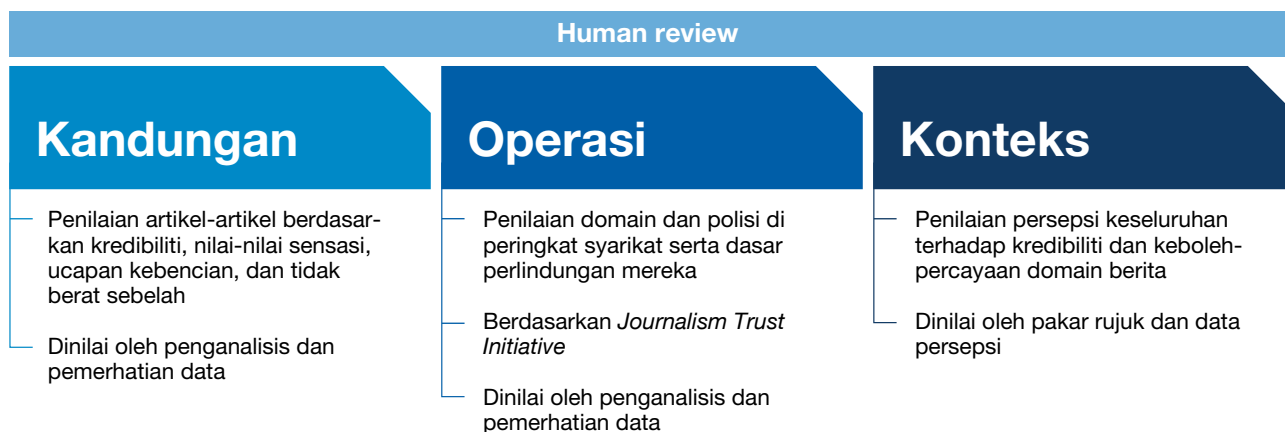 Human review
Kandungan
Penilaian artikel-artikel berdasar-
kan kredibiliti, nilai-nilai sensasi,
ucapan kebencian, dan tidak
berat sebelah
Dinilai oleh penganalisis dan
pemerhatian data
Operasi
Penilaian domain dan polisi di
peringkat syarikat serta dasar
perlindungan mereka
Berdasarkan Journalism Trust
Initiative
Dinilai oleh penganalisis dan
pemerhatian data
Konteks
Penilaian persepsi keseluruhan
terhadap kredibiliti dan keboleh-
percayaan domain berita
Dinilai oleh pakar rujuk dan data
persepsi